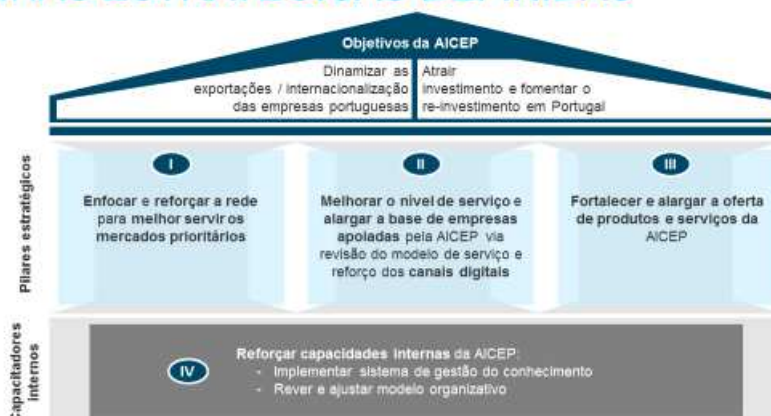 Objetivos da AICEP
Dinamizar as
exportações / internacionalização
das empresas portuguesas
Atrair
investimento e fomentar o
re-investimento em Portugal
Pilares estratégicos
I
Enfocar e reforçar a rede
para melhor servir os
mercados prioritários
II
Melhorar o nível de serviço e
alargar a base de empresas
apoiadas pela AICEP via
revisão do modelo de serviço e
reforço dos canais digitais
III
Fortalecer e alargar a oferta
de produtos e serviços da
AICEP
Capacitadores
internos
IV
Reforçar capacidades internas da AICEP:
- Implementar sistema de gestão do conhecimento
- Rever e ajustar modelo organizativo